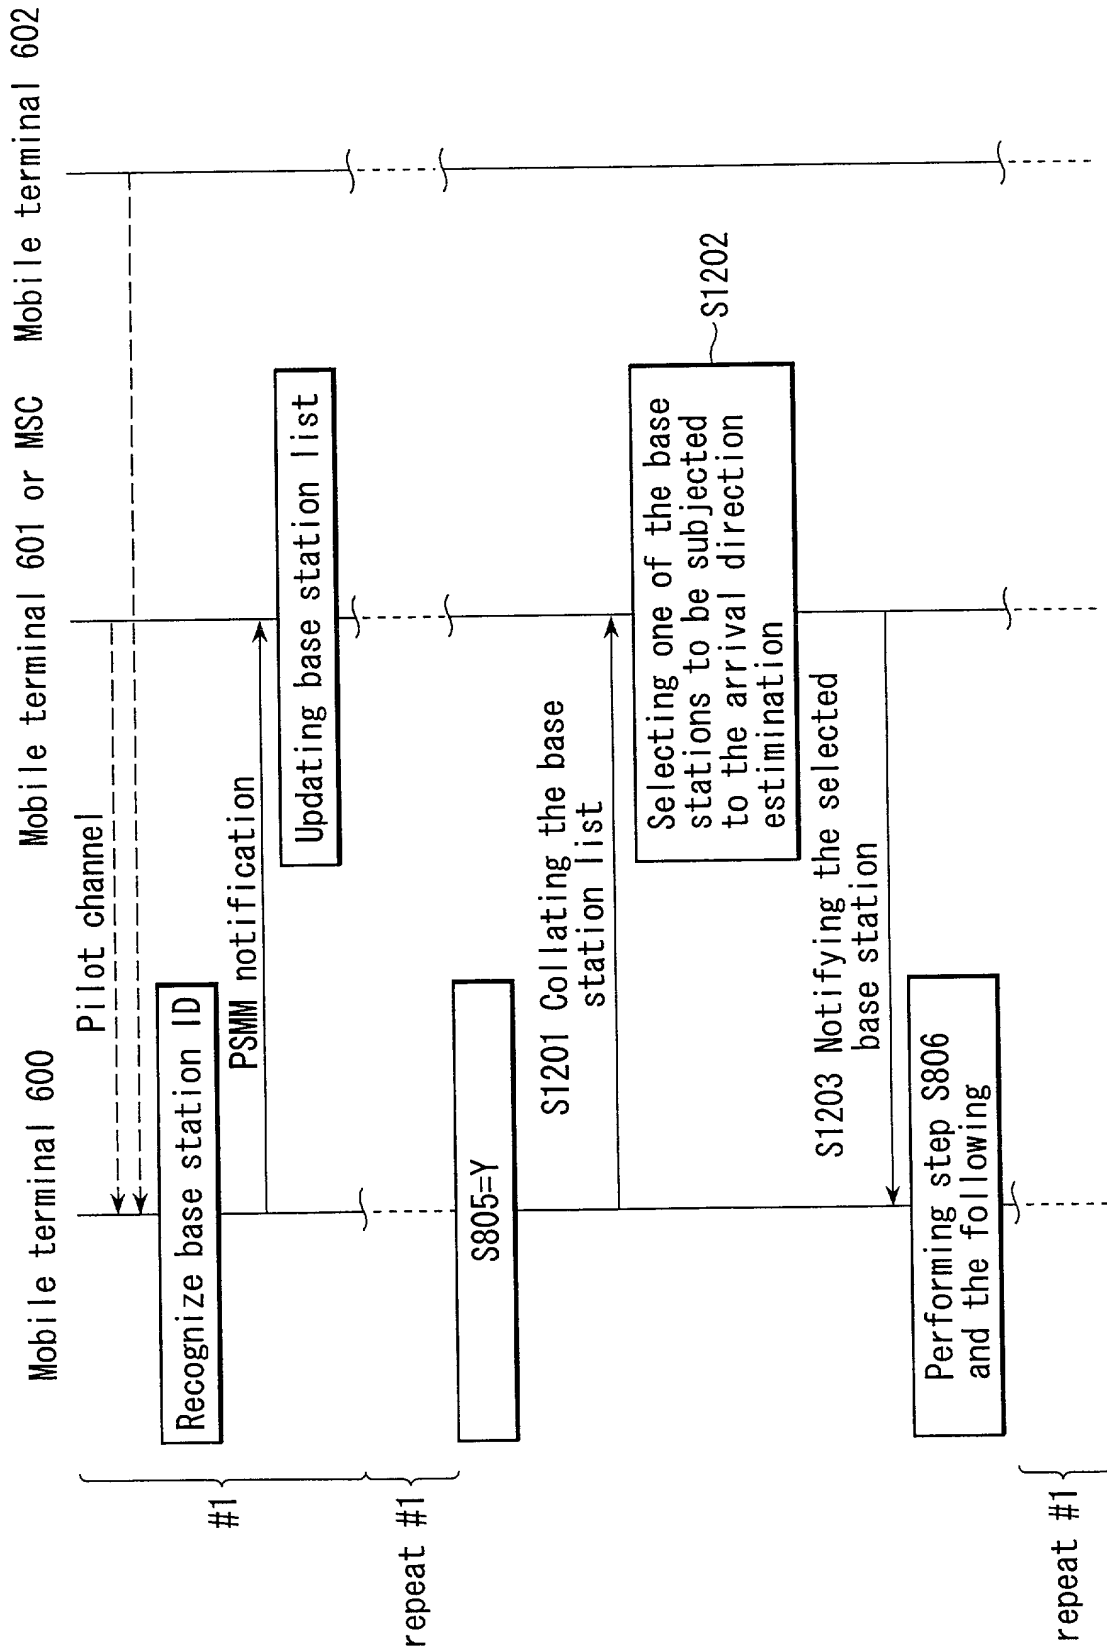 Mobile terminal 600
Mobile terminal 601 or MSC
Mobile terminal 602
Pilot channel
Recognize base station ID
PSMM notification
Updating base station list
#1
repeat #1
S805=Y
S1201 Collating the base
station list
Selecting one of the base
stations to be subjected
to the arrival direction
estimination
S1202
S1203 Notifying the selected
base station
Performing step S806
and the following
repeat #1